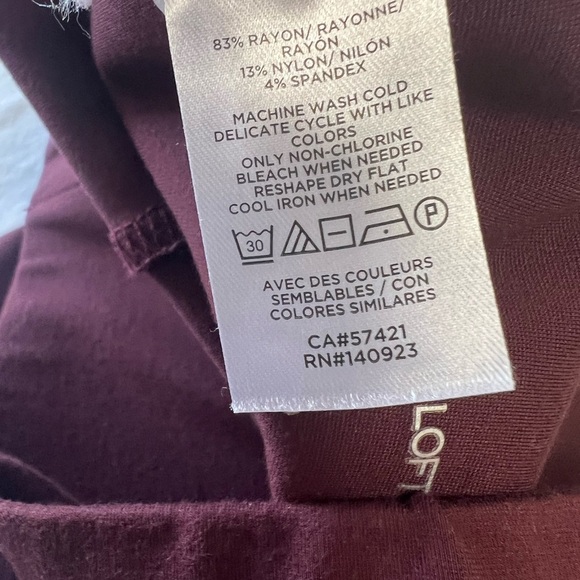 83% RAYON/ RAYONNE/
RAYÓN
13% NYLON/ NILÓN
4% SPANDEX
MACHINE WASH COLD
DELICATE CYCLE WITH LIKE
COLORS
ONLY NON-CHLORINE
BLEACH WHEN NEEDED
RESHAPE DRY FLAT
COOL IRON WHEN NEEDED
30
P
AVEC DES COULEURS
SEMBLABLES / CON
COLORES SIMILARES
CA#57421
RN#140923
LOFT